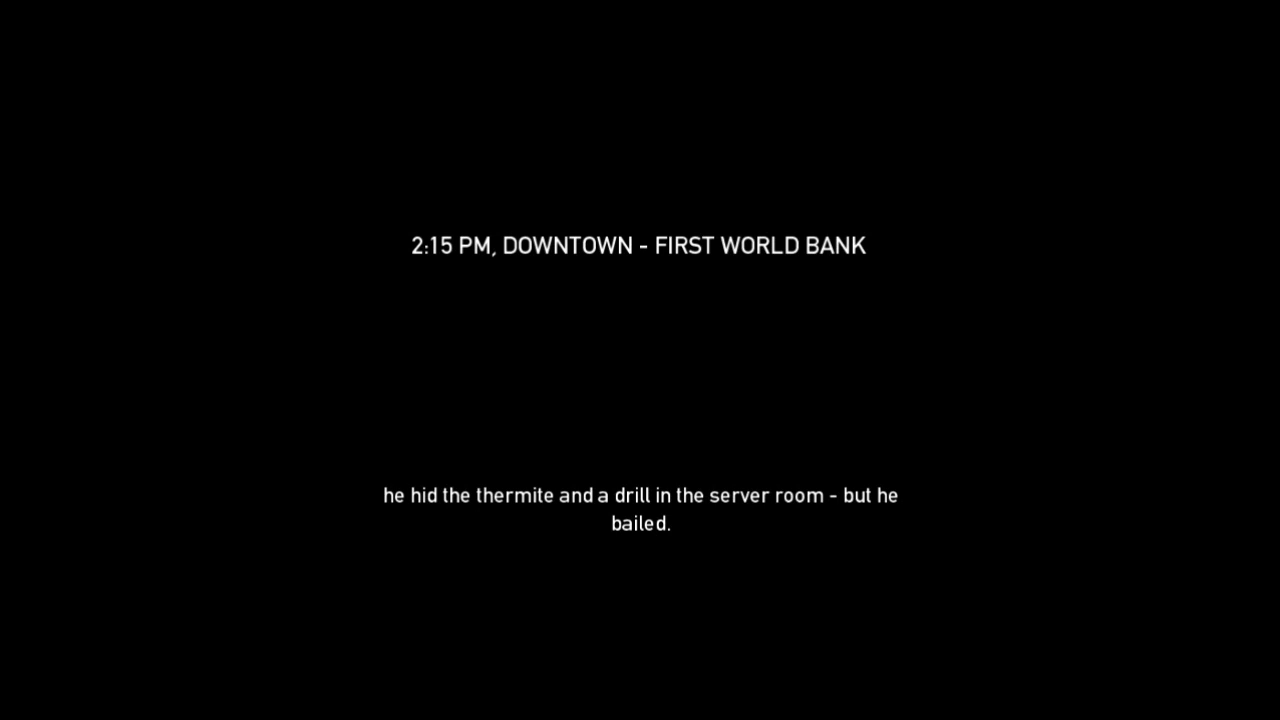 2:15 PM, DOWNTOWN - FIRST WORLD BANK
he hid the thermite and a drill in the server room - but he
bailed.